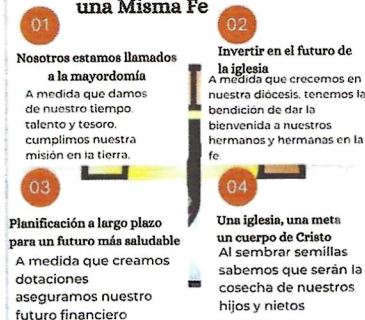 una Misma Fe
01
Nosotros estamos llamados
a la mayordomía
A medida que damos
de nuestro tiempo,
talento y tesoro,
cumplimos nuestra
misión en la tierra.
02
Invertir en el futuro de
la iglesia
A medida que crecemos en
nuestra diócesis, tenemos la
bendición de dar la
bienvenida a nuestros
hermanos y hermanas en la
fe.
03
Planificación a largo plazo
para un futuro más saludable
A medida que creamos
dotaciones
aseguramos nuestro
futuro financiero
04
Una iglesia, una meta
un cuerpo de Cristo
Al sembrar semillas
sabemos que serán la
cosecha de nuestros
hijos y nietos